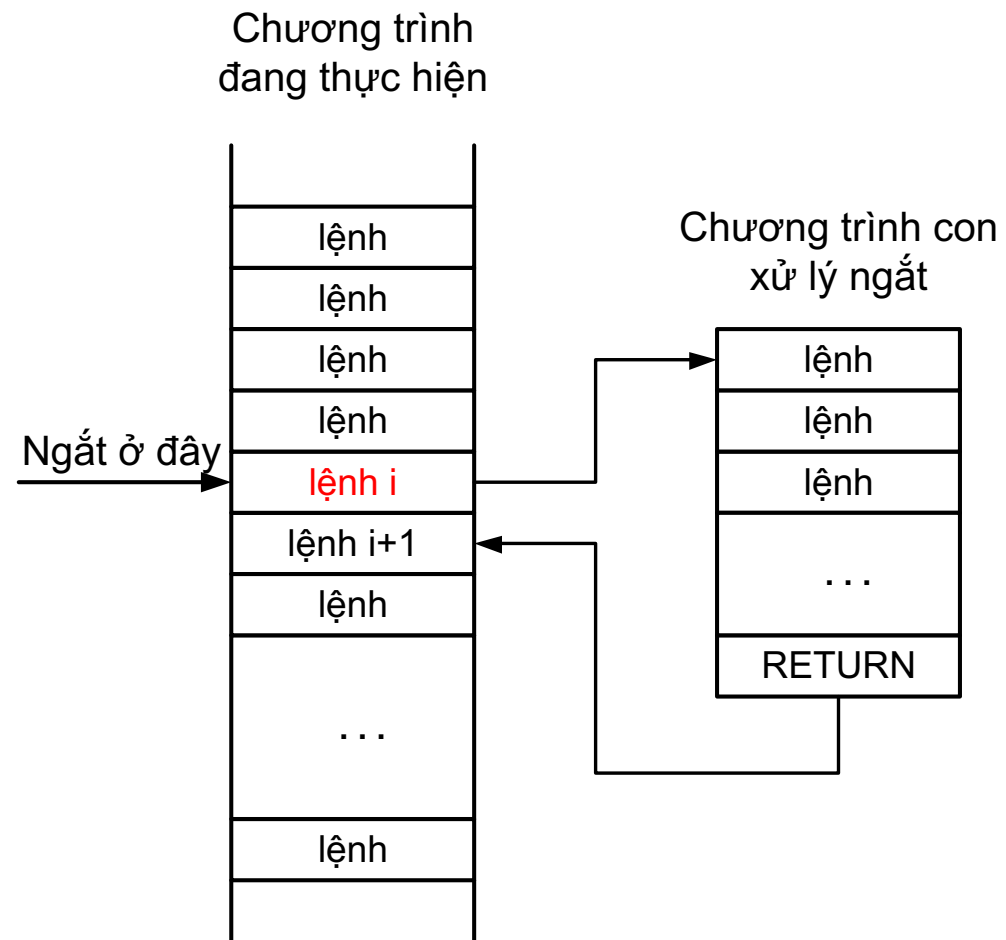 Chương trình
đang thực hiện
lệnh
lệnh
lệnh
lệnh
Ngắt ở đây
lệnh i
lệnh i+1
lệnh
. . .
lệnh
Chương trình con
xử lý ngắt
lệnh
lệnh
lệnh
. . .
RETURN